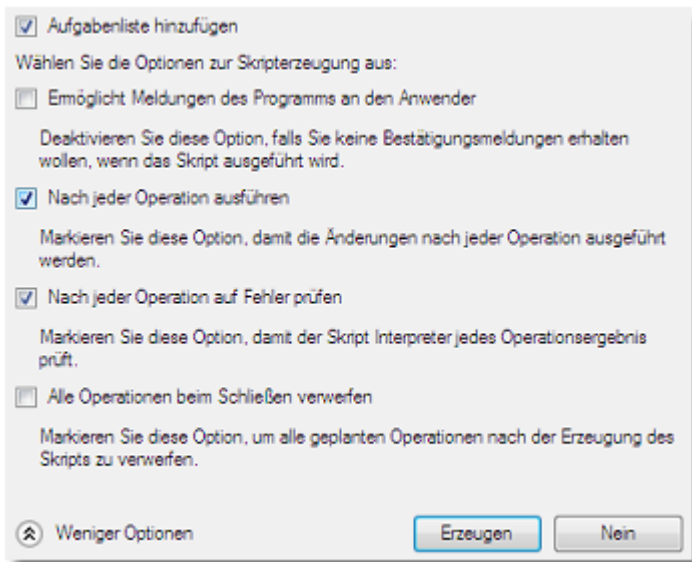 Aufgabenliste hinzufügen
Wählen Sie die Optionen zur Skripterzeugung aus:
Ermöglicht Meldungen des Programms an den Anwender
Deaktivieren Sie diese Option, falls Sie keine Bestätigungsmeldungen erhalten
wollen, wenn das Skript ausgeführt wird.
Nach jeder Operation ausführen
Markieren Sie diese Option, damit die Änderungen nach jeder Operation ausgeführt
werden.
Nach jeder Operation auf Fehler prüfen
Markieren Sie diese Option, damit der Skript Interpreter jedes Operationsergebnis
prüft.
Alle Operationen beim Schließen verwerfen
Markieren Sie diese Option, um alle geplanten Operationen nach der Erzeugung des
Skripts zu verwerfen.
Weniger Optionen Erzeugen Nein